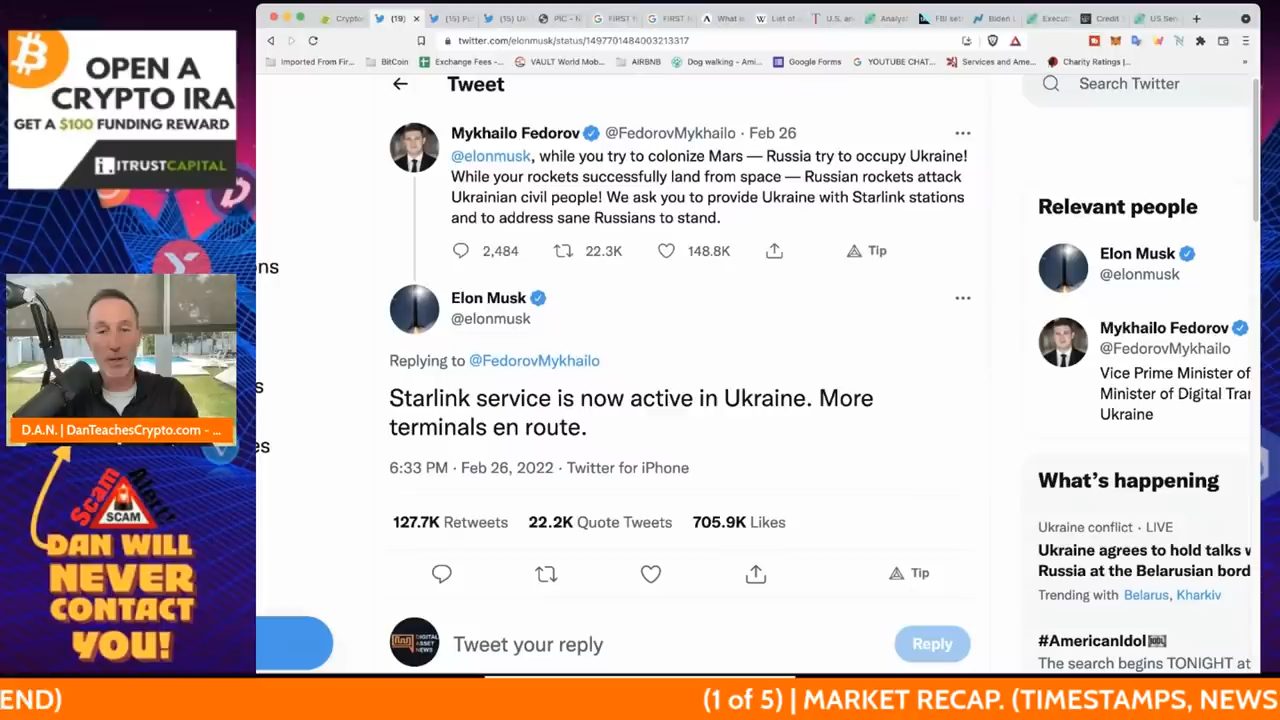 OPEN A
CRYPTO IRA
GET A $100 FUNDING REWARD
ITRUSTCAPITAL
D.A.N. | DanTeachesCrypto.com - ...
Scam Alert!
SCAM
DAN WILL
NEVER
CONTACT
YOU!
Crypto
(19)
(15) Pu
(15) Uk
PIC – N
FIRST f
FIRST f
What is
List of
U.S. an
Analyst
FBI set
Biden L
Execut
Credit
US Sen
twitter.com/elonmusk/status/1497701484003213317
Imported From Fir...
BitCoin
Exchange Fees -...
VAULT World Mob...
AIRBNB
Dog walking - Ami...
Google Forms
YOUTUBE CHAT...
Services and Ame...
Charity Ratings |...
»
Tweet
Search Twitter
Mykhailo Fedorov @FedorovMykhailo · Feb 26
@elonmusk, while you try to colonize Mars — Russia try to occupy Ukraine!
While your rockets successfully land from space — Russian rockets attack
Ukrainian civil people! We ask you to provide Ukraine with Starlink stations
and to address sane Russians to stand.
2,484 22.3K 148.8K Tip
Elon Musk
@elonmusk
Replying to @FedorovMykhailo
Starlink service is now active in Ukraine. More
terminals en route.
6:33 PM · Feb 26, 2022 · Twitter for iPhone
127.7K Retweets 22.2K Quote Tweets 705.9K Likes
Tip
DIGITAL
ASSET
NEWS
Tweet your reply
Reply
ns
s
es
Relevant people
Elon Musk
@elonmusk
Mykhailo Fedorov
@FedorovMykhailo
Vice Prime Minister of
Minister of Digital Tran
Ukraine
What's happening
Ukraine conflict · LIVE
Ukraine agrees to hold talks w
Russia at the Belarusian bord
Trending with Belarus, Kharkiv
#AmericanIdol
The search begins TONIGHT at
END) (1 of 5) | MARKET RECAP. (TIMESTAMPS, NEWS